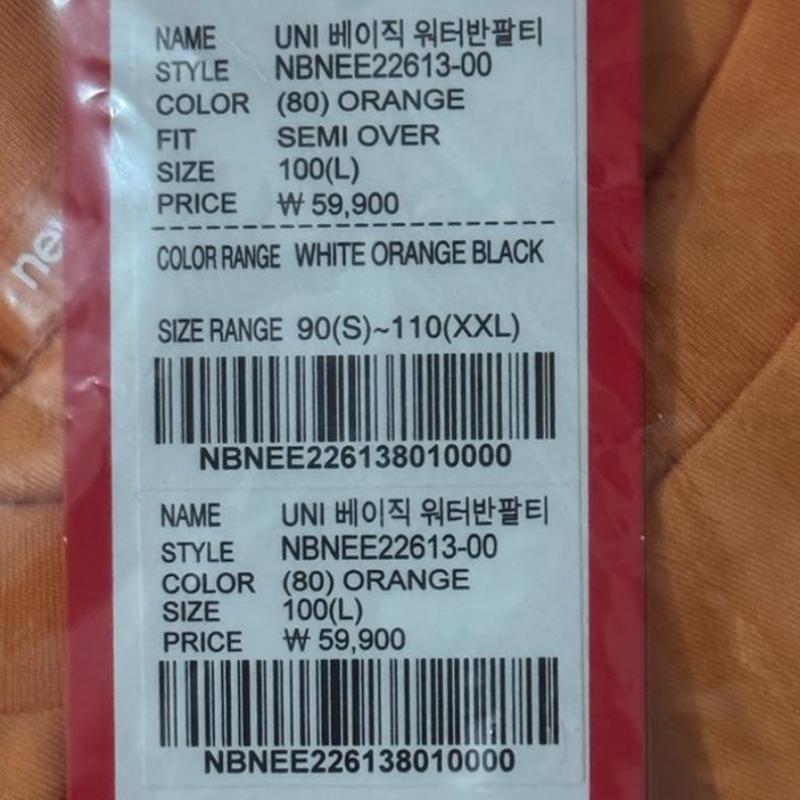 NAME UNI 베이직 워터반팔티
STYLE NBNEE22613-00
COLOR (80) ORANGE
FIT SEMI OVER
SIZE 100(L)
PRICE ₩ 59,900
COLOR RANGE WHITE ORANGE BLACK
SIZE RANGE 90(S)~110(XXL)
NBNEE226138010000
NAME UNI 베이직 워터반팔티
STYLE NBNEE22613-00
COLOR (80) ORANGE
SIZE 100(L)
PRICE ₩ 59,900
NBNEE226138010000